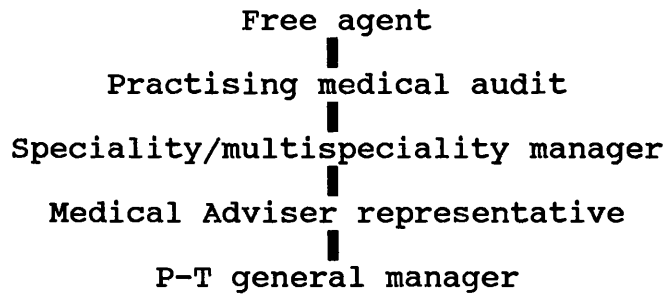 Free agent
Practising medical audit
Speciality/multispeciality manager
Medical Adviser representative
P-T general manager